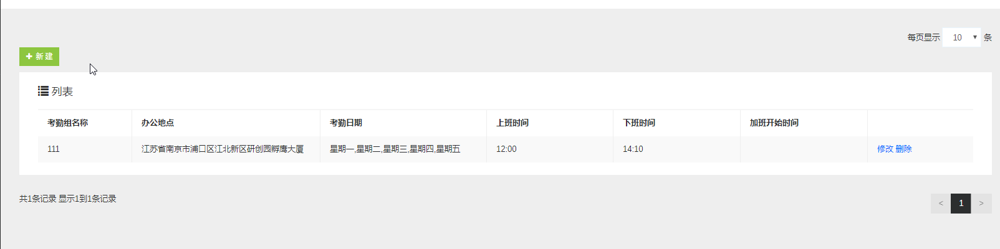 每页显示 10 条
新建
列表
考勤组名称 办公地点 考勤日期 上班时间 下班时间 加班开始时间
111 江苏省南京市浦口区江北新区研创园孵鹰大厦 星期一,星期二,星期三,星期四,星期五 12:00 14:10 修改 删除
共1条记录 显示1到1条记录
< 1 >